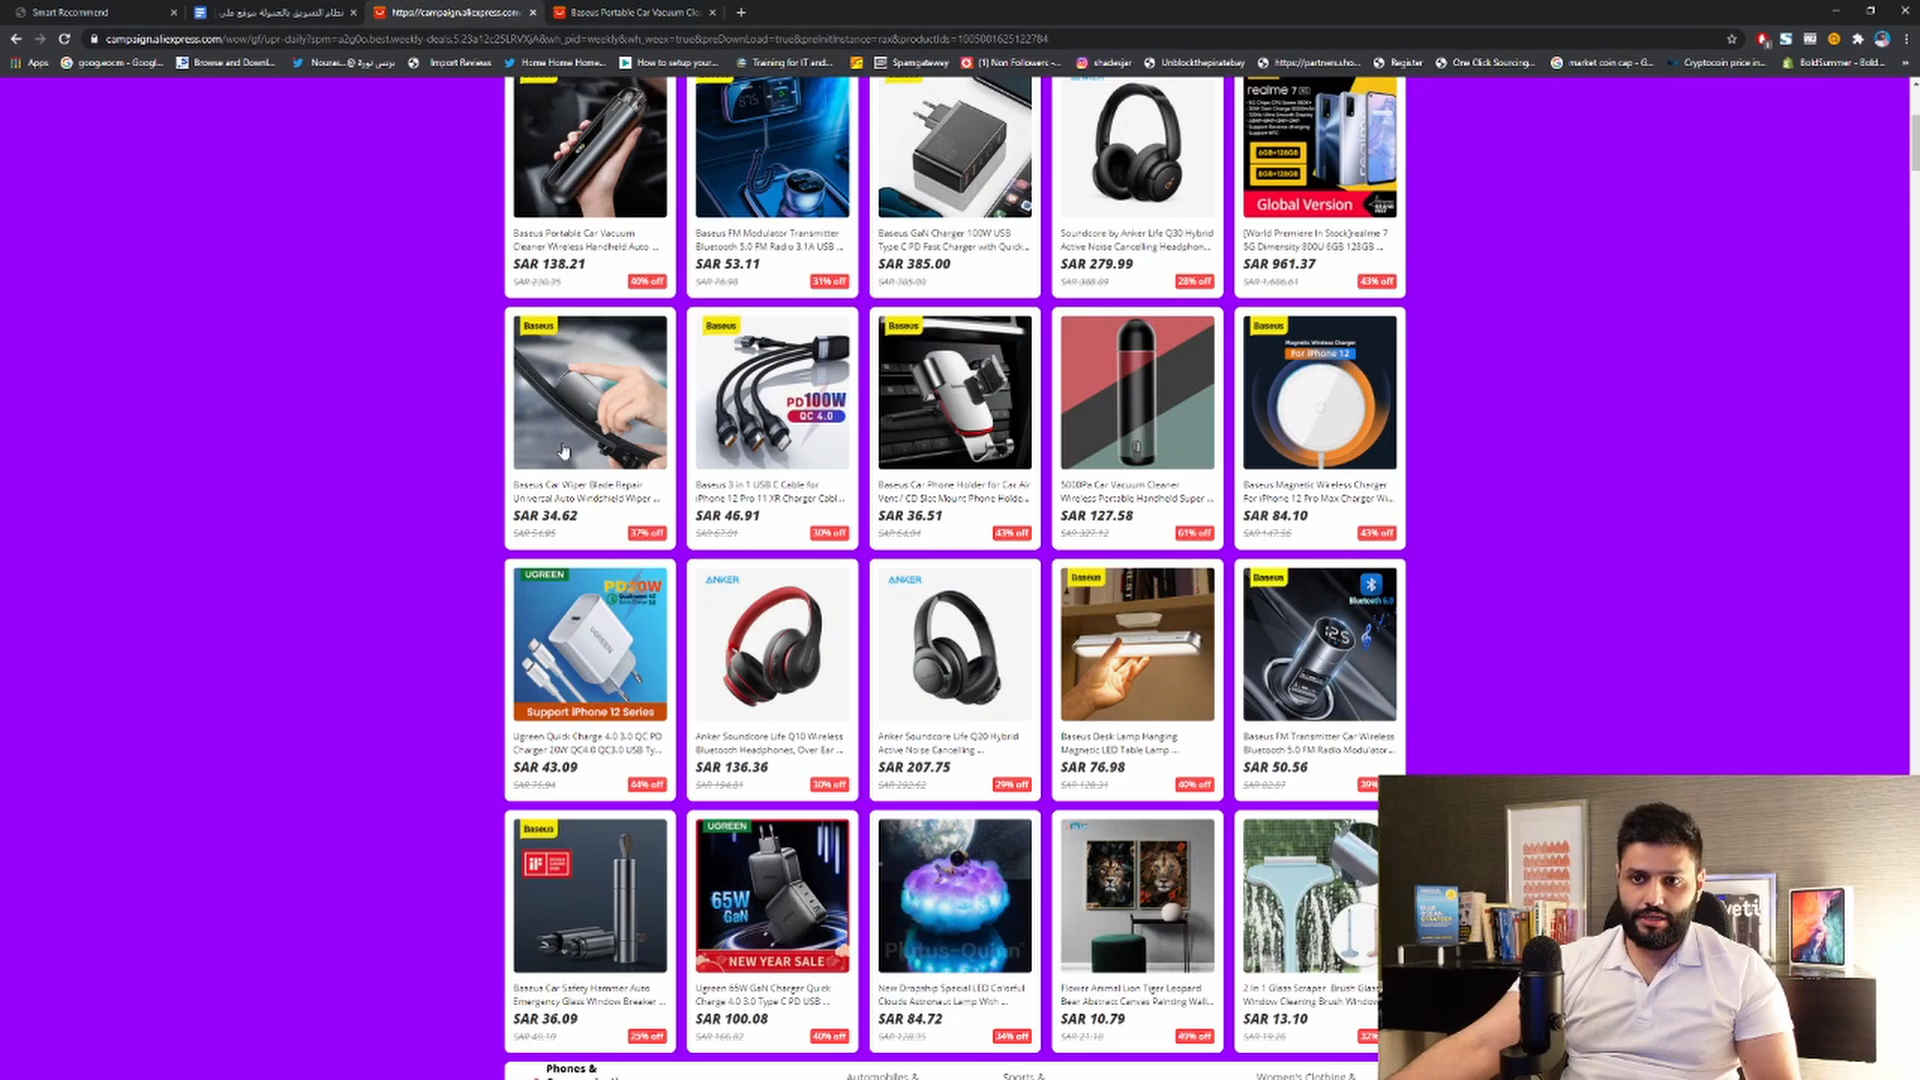 Smart Recommend
نظام التسويق بالعمولة موقع علي
https://campaign.aliexpress.com
Baseus Portable Car Vacuum Cle
campaign.aliexpress.com/wow/gf/upr-daily?spm=a2g0o.best.weekly-deals.5.23a12c25LRVXjA&wh_pid=weekly&wh_weex=true&preDownLoad=true&preInitInstance=rax&productIds=1005001625122784
Apps
goog.eocm - Googl...
Browse and Downl...
Import Reviews
Home Home Home...
How to setup your...
Training for IT and...
Spamgateway
(1) Non Followers -...
shadesjar
Unblockthepiratebay
https://partners.sho...
Register
One Click Sourcing...
market coin cap - G...
Cryptocoin price in...
BoldSummer - Bold...
realme 7
Global Version
Baseus Portable Car Vacuum
Cleaner Wireless Handheld Auto ...
SAR 138.21
SAR 230.35
40% off
Baseus FM Modulator Transmitter
Bluetooth 5.0 FM Radio 3.1A USB ...
SAR 53.11
SAR 76.98
31% off
Baseus GaN Charger 100W USB
Type C PD Fast Charger with Quick...
SAR 385.00
SAR 385.00
Soundcore by Anker Life Q30 Hybrid
Active Noise Cancelling Headphon...
SAR 279.99
28% off
[World Premiere In Stock]realme 7
5G Dimensity 800U 6GB 128GB ...
SAR 961.37
SAR 1,686.61
43% off
Baseus
Baseus Car Wiper Blade Repair
Universal Auto Windshield Wiper ...
SAR 34.62
SAR 54.95
37% off
Baseus
PD100W
QC 4.0
Baseus 3 in 1 USB C Cable for
iPhone 12 Pro 11 XR Charger Cabl...
SAR 46.91
SAR 67.01
30% off
Baseus
Baseus Car Phone Holder for Car Air
Vent / CD Slot Mount Phone Holde...
SAR 36.51
43% off
5000Pa Car Vacuum Cleaner
Wireless Portable Handheld Super ...
SAR 127.58
SAR 327.12
61% off
Baseus
Magnetic Wireless Charger
For iPhone 12
Baseus Magnetic Wireless Charger
For iPhone 12 Pro Max Charger Wi...
SAR 84.10
SAR 147.56
43% off
UGREEN
PD20W
UGREEN
Support iPhone 12 Series
Ugreen Quick Charge 4.0 3.0 QC PD
Charger 20W QC4.0 QC3.0 USB Ty...
SAR 43.09
SAR 76.94
44% off
ANKER
Anker Soundcore Life Q10 Wireless
Bluetooth Headphones, Over Ear ...
SAR 136.36
SAR 194.81
30% off
ANKER
Anker Soundcore Life Q20 Hybrid
Active Noise Cancelling ...
SAR 207.75
SAR 292.62
29% off
Baseus
Baseus Desk Lamp Hanging
Magnetic LED Table Lamp ...
SAR 76.98
SAR 128.31
40% off
Baseus
Bluetooth 5.0
12.5
Baseus FM Transmitter Car Wireless
Bluetooth 5.0 FM Radio Modulator...
SAR 50.56
39%
Baseus
Baseus Car Safety Hammer Auto
Emergency Glass Window Breaker ...
SAR 36.09
25% off
UGREEN
65W
GaN
NEW YEAR SALE
Ugreen 65W GaN Charger Quick
Charge 4.0 3.0 Type C PD USB ...
SAR 100.08
SAR 166.82
40% off
Plutus-Quinn
New Dropship Special LED Colorful
Clouds Astronaut Lamp With ...
SAR 84.72
SAR 128.35
34% off
Flower Animal Lion Tiger Leopard
Bear Abstract Canvas Painting Wall...
SAR 10.79
SAR 21.18
49% off
2 In 1 Glass Scraper Brush Glas
Window Cleaning Brush Window
SAR 13.10
SAR 19.26
32%
Phones &
Automobiles &
Sports &
Women's Clothing &